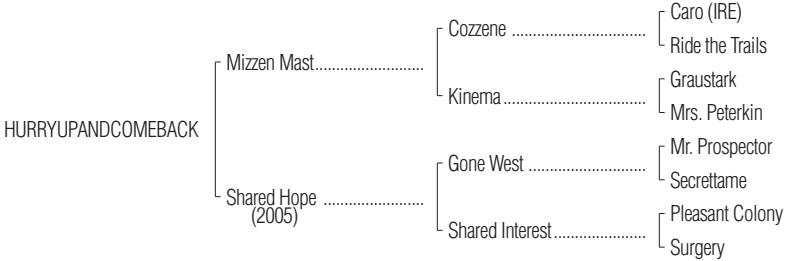 Caro (IRE)
Cozzene ................................
Ride the Trails
Mizzen Mast..........................
Graustark
Kinema..................................
Mrs. Peterkin
HURRYUPANDCOMEBACK
Mr. Prospector
Gone West ............................
Secrettame
Shared Hope ........................
(2005)
Pleasant Colony
Shared Interest......................
Surgery